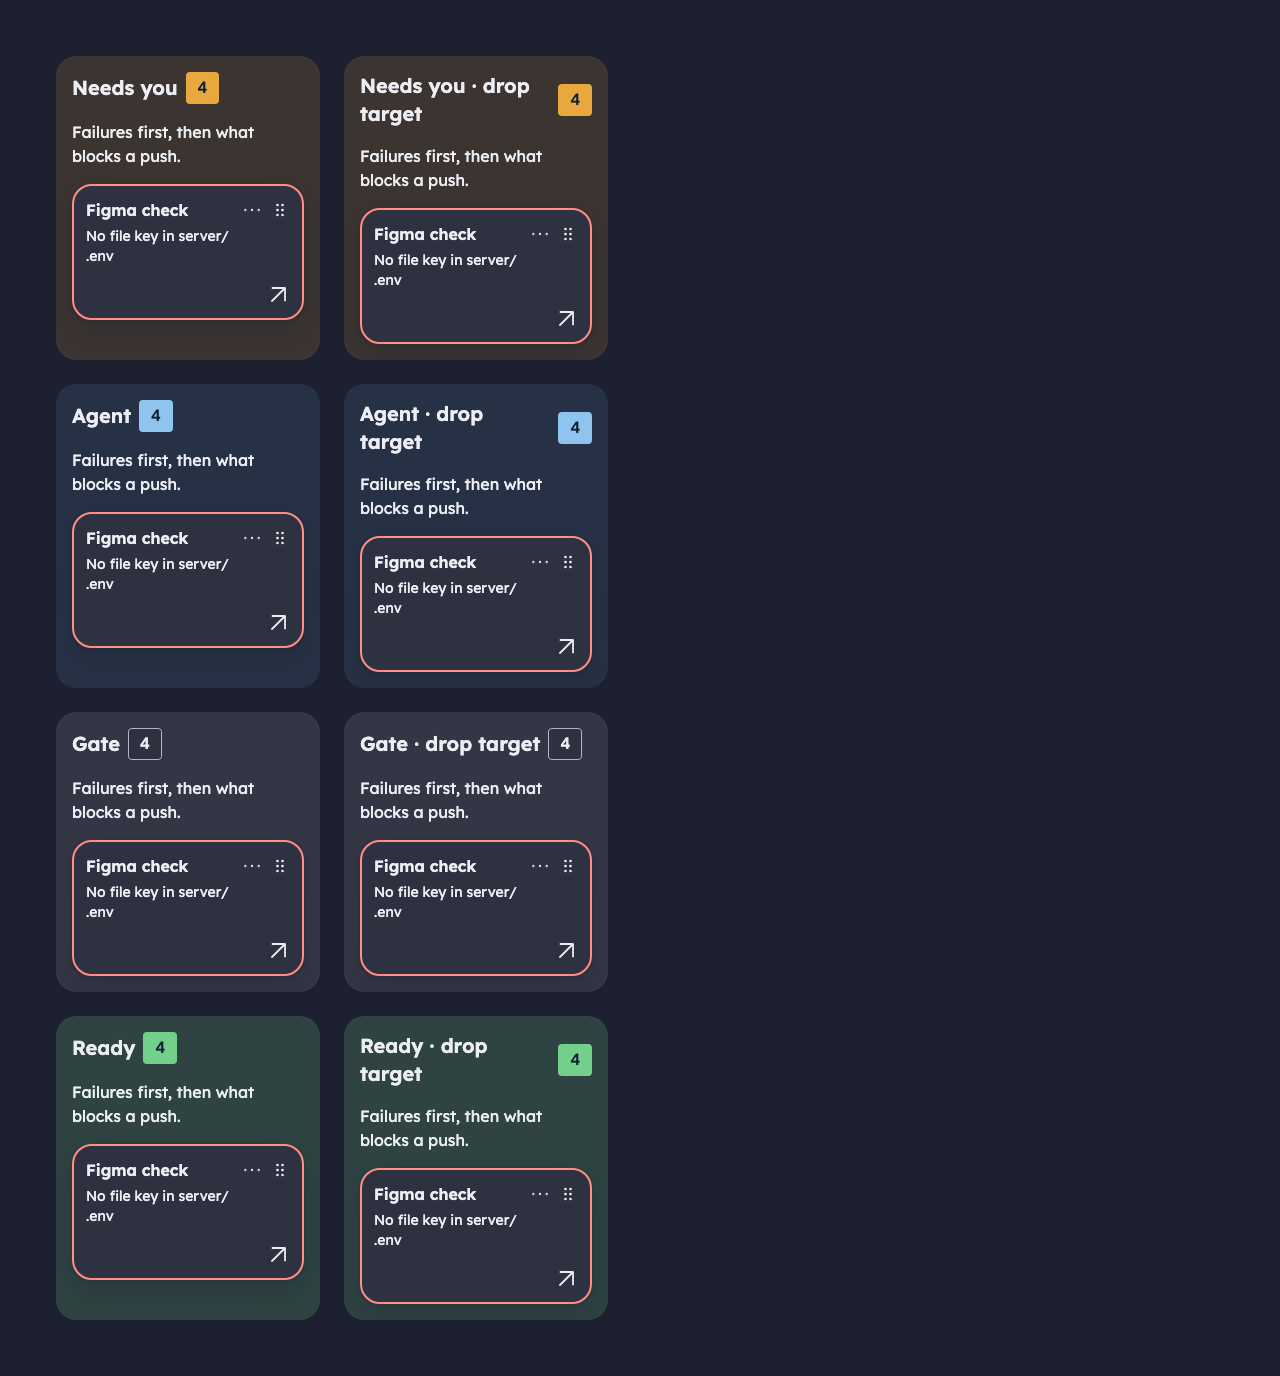 Needs you 4
Failures first, then what
blocks a push.
Figma check
No file key in server/
.env
Needs you · drop
target 4
Failures first, then what
blocks a push.
Figma check
No file key in server/
.env
Agent 4
Failures first, then what
blocks a push.
Figma check
No file key in server/
.env
Agent · drop
target 4
Failures first, then what
blocks a push.
Figma check
No file key in server/
.env
Gate 4
Failures first, then what
blocks a push.
Figma check
No file key in server/
.env
Gate · drop target 4
Failures first, then what
blocks a push.
Figma check
No file key in server/
.env
Ready 4
Failures first, then what
blocks a push.
Figma check
No file key in server/
.env
Ready · drop
target 4
Failures first, then what
blocks a push.
Figma check
No file key in server/
.env